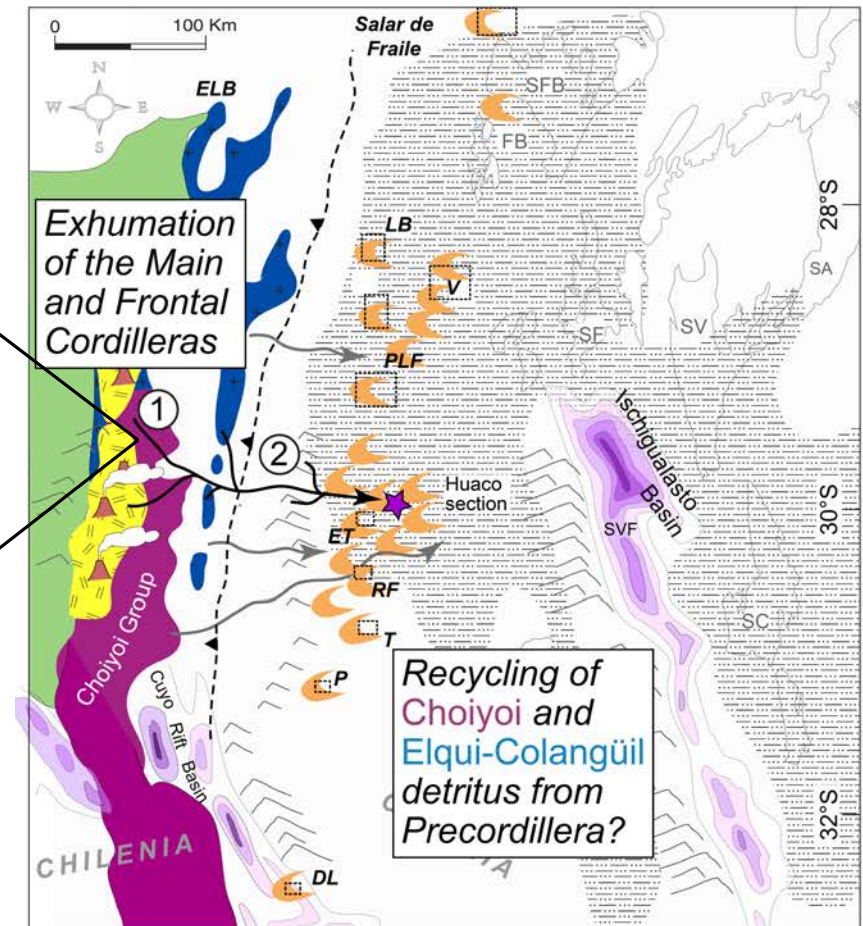 0
100 Km
Salar de
Fraile
N
W
E
S
ELB
SFB
FB
28°S
Exhumation
of the Main
and Frontal
Cordilleras
LB
V
SA
SF
SV
PLF
1
Ischigualasto
Basin
2
Huaco
section
30°S
ET
SVF
RF
Choiyoi Group
SC
T
P
Cuyo
Rift
Basin
Recycling of
Choiyoi and
Elqui-Colangüil
detritus from
Precordillera?
32°S
CHILENIA
DL